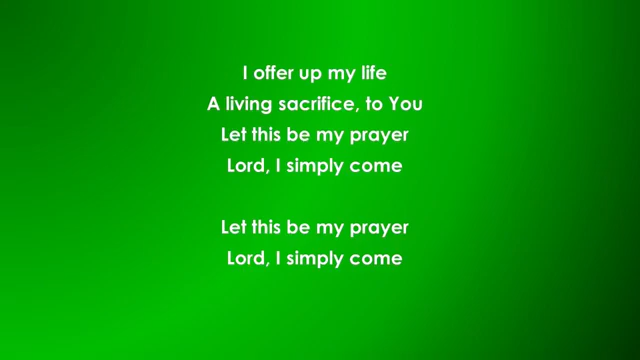 I offer up my life
A living sacrifice, to You
Let this be my prayer
Lord, I simply come
Let this be my prayer
Lord, I simply come